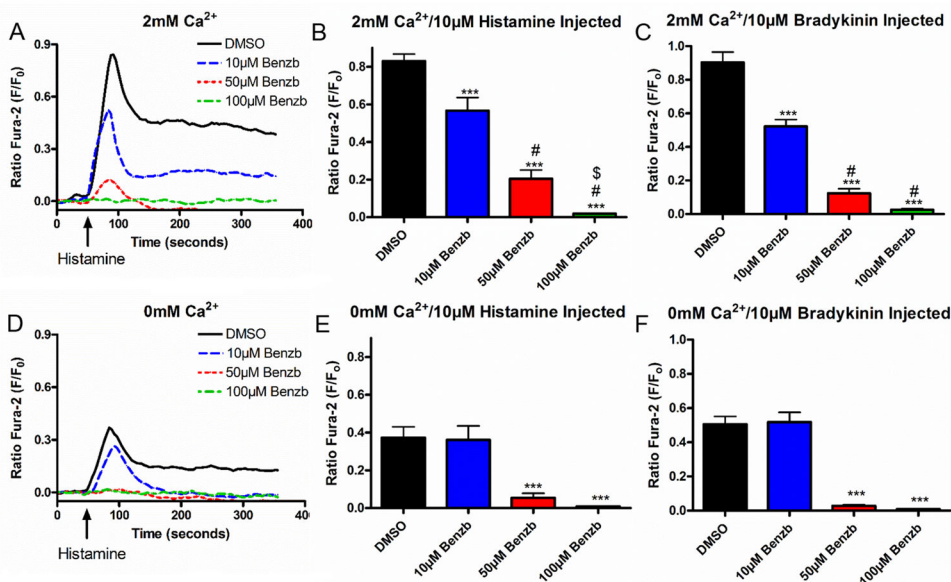 A
2mM Ca²⁺
Ratio Fura-2 (F/F₀)
0.9
0.6
0.3
0.0
DMSO
10µM Benzb
50µM Benzb
100µM Benzb
0
100
200
300
400
Time (seconds)
Histamine
B
2mM Ca²⁺/10µM Histamine Injected
Ratio Fura-2 (F/Fₒ)
0.8
0.6
0.4
0.2
0.0
***
#
***
$
#
***
DMSO
10µM Benzb
50µM Benzb
100µM Benzb
C
2mM Ca²⁺/10µM Bradykinin Injected
Ratio Fura-2 (F/Fₒ)
1.0
0.8
0.6
0.4
0.2
0.0
***
#
***
#
***
DMSO
10µM Benzb
50µM Benzb
100µM Benzb
D
0mM Ca²⁺
Ratio Fura-2 (F/F₀)
0.9
0.6
0.3
0.0
DMSO
10µM Benzb
50µM Benzb
100µM Benzb
0
100
200
300
400
Time (seconds)
Histamine
E
0mM Ca²⁺/10µM Histamine Injected
Ratio Fura-2 (F/Fₒ)
0.8
0.6
0.4
0.2
0.0
***
***
DMSO
10µM Benzb
50µM Benzb
100µM Benzb
F
0mM Ca²⁺/10µM Bradykinin Injected
Ratio Fura-2 (F/Fₒ)
1.0
0.8
0.6
0.4
0.2
0.0
***
***
DMSO
10µM Benzb
50µM Benzb
100µM Benzb